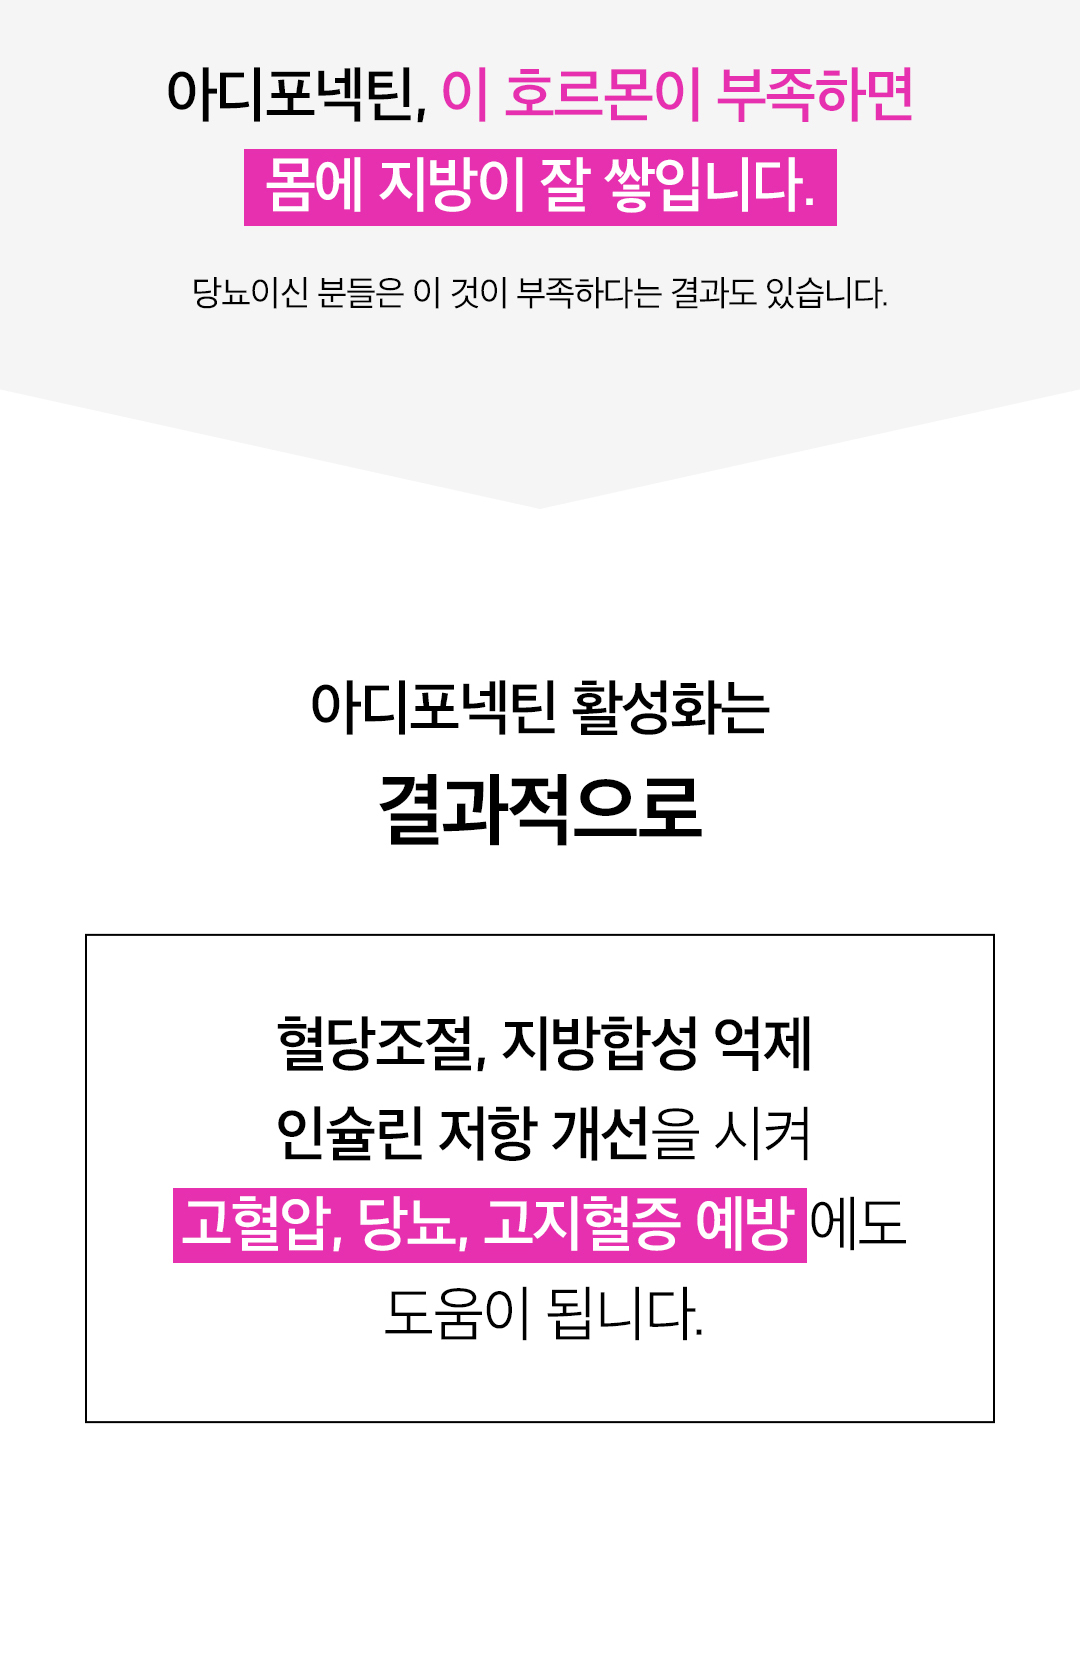 아디포넥틴, 이 호르몬이 부족하면
몸에 지방이 잘 쌓입니다.
당뇨이신 분들은 이 것이 부족하다는 결과도 있습니다.
아디포넥틴 활성화는
결과적으로
혈당조절, 지방합성 억제
인슐린 저항 개선을 시켜
고혈압, 당뇨, 고지혈증 예방에도
도움이 됩니다.